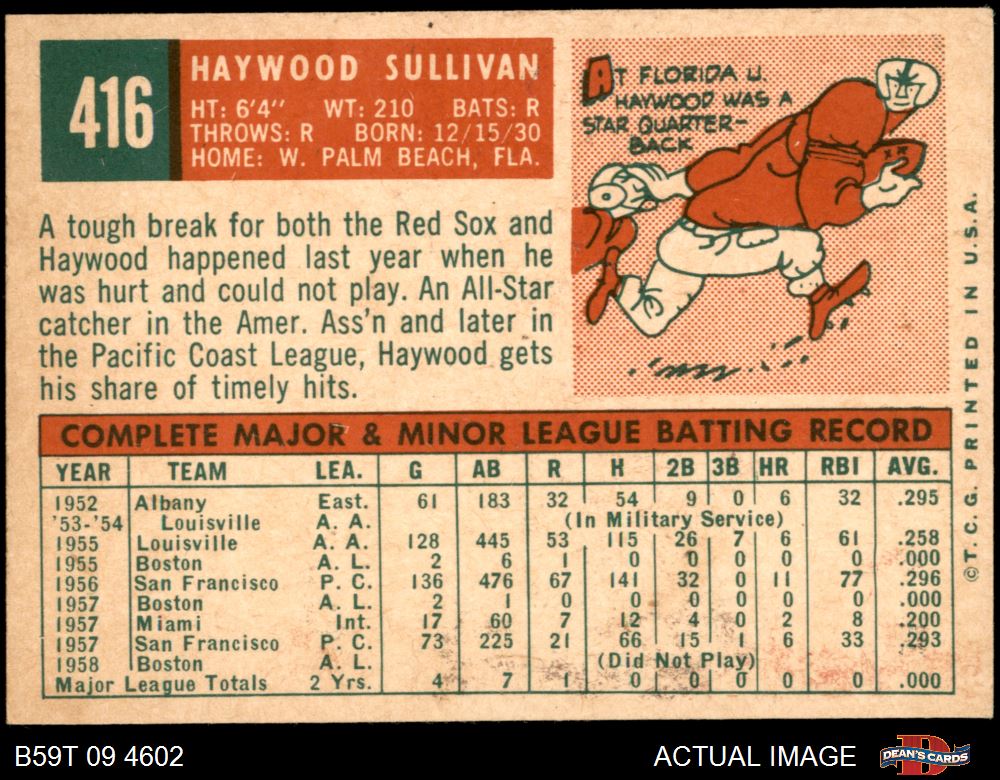 416
HAYWOOD SULLIVAN
HT: 6'4" WT: 210 BATS: R
THROWS: R BORN: 12/15/30
HOME: W. PALM BEACH, FLA.
AT FLORIDA U.
HAYWOOD WAS A
STAR QUARTER-
BACK
A tough break for both the Red Sox and
Haywood happened last year when he
was hurt and could not play. An All-Star
catcher in the Amer. Ass'n and later in
the Pacific Coast League, Haywood gets
his share of timely hits.
©T.C.G. PRINTED IN U.S.A.
COMPLETE MAJOR & MINOR LEAGUE BATTING RECORD
YEAR TEAM LEA. G AB R H 2B 3B HR RBI AVG.
1952 Albany East. 61 183 32 54 9 0 6 32 .295
'53-'54 Louisville A. A. (In Military Service)
1955 Louisville A. A. 128 445 53 115 26 7 6 61 .258
1955 Boston A. L. 2 6 1 0 0 0 0 0 .000
1956 San Francisco P. C. 136 476 67 141 32 0 11 77 .296
1957 Boston A. L. 2 1 0 0 0 0 0 0 .000
1957 Miami Int. 17 60 7 12 4 0 2 8 .200
1957 San Francisco P. C. 73 225 21 66 15 1 6 33 .293
1958 Boston A. L. (Did Not Play)
Major League Totals 2 Yrs. 4 7 1 0 0 0 0 0 .000
B59T 09 4602
ACTUAL IMAGE
DEAN'S CARDS